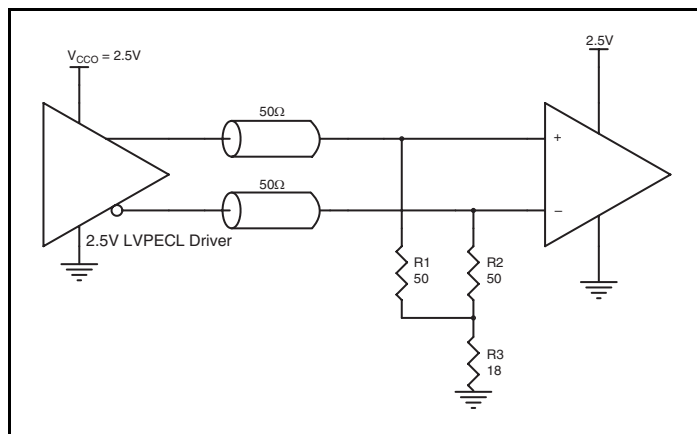 V_CCO = 2.5V
2.5V
50Ω
+
50Ω
−
2.5V LVPECL Driver
R1
50
R2
50
R3
18